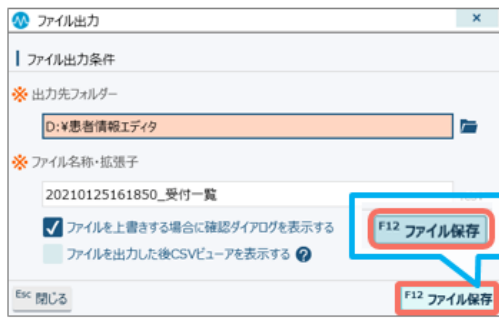 ファイル出力
ファイル出力条件
※ 出力先フォルダー
D:¥患者情報エディタ
※ ファイル名称・拡張子
20210125161850_受付一覧
ファイルを上書きする場合に確認ダイアログを表示する
ファイルを出力した後CSVビューアを表示する ?
F12 ファイル保存
Esc 閉じる
F12 ファイル保存